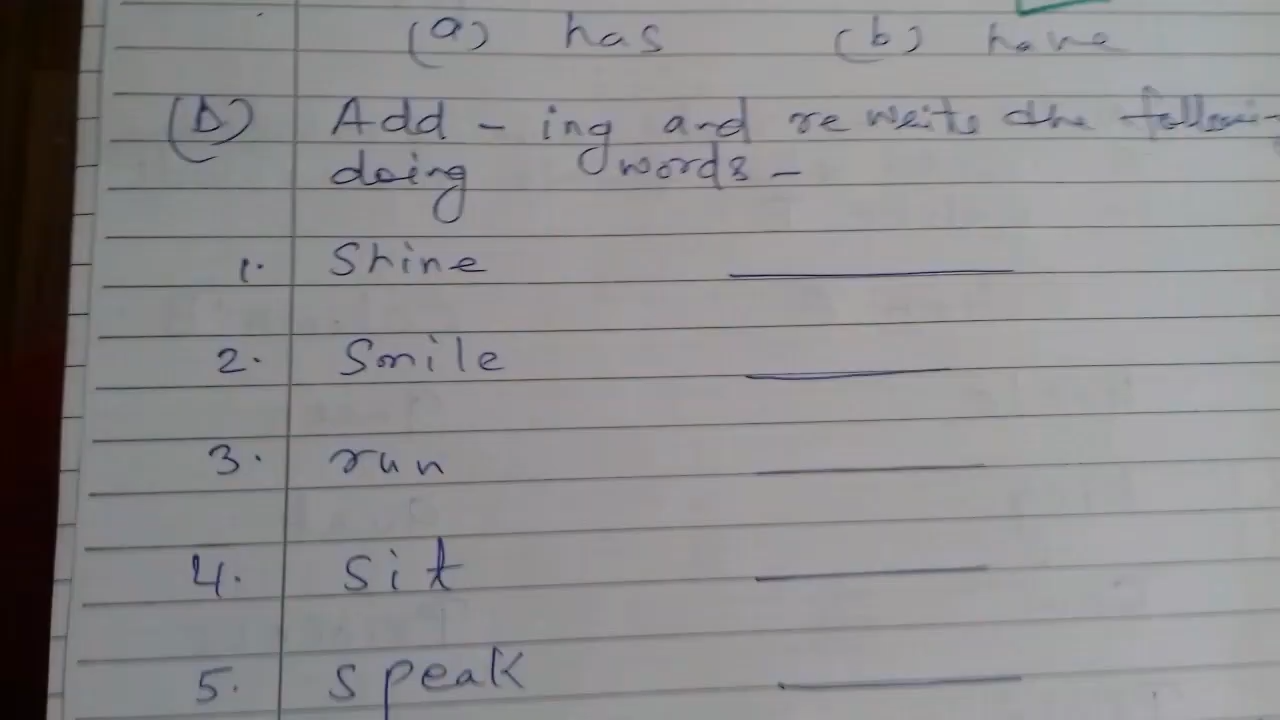 (a) has (b) have
(D) Add - ing and rewrite the followi-
doing words -
1. Shine
2. Smile
3. run
4. Sit
5. Speak